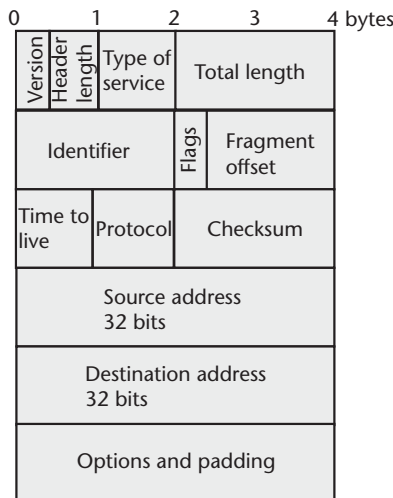 0 1 2 3 4 bytes
Version
Header
length
Type of
service
Total length
Identifier
Flags
Fragment
offset
Time to
live
Protocol
Checksum
Source address
32 bits
Destination address
32 bits
Options and padding